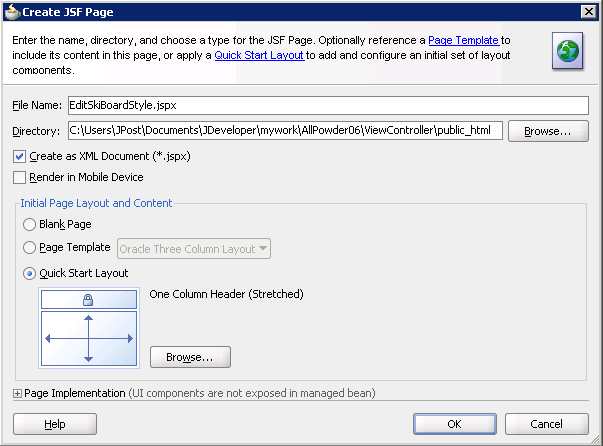 Create JSF Page
Enter the name, directory, and choose a type for the JSF Page. Optionally reference a Page Template to
include its content in this page, or apply a Quick Start Layout to add and configure an initial set of layout
components.
File Name: EditSkiBoardStyle.jspx
Directory: C:\Users\JPost\Documents\JDeveloper\mywork\AllPowder06\ViewController\public_html Browse...
Create as XML Document (*.jspx)
Render in Mobile Device
Initial Page Layout and Content
Blank Page
Page Template Oracle Three Column Layout
Quick Start Layout
One Column Header (Stretched)
Browse...
Page Implementation (UI components are not exposed in managed bean)
Help OK Cancel